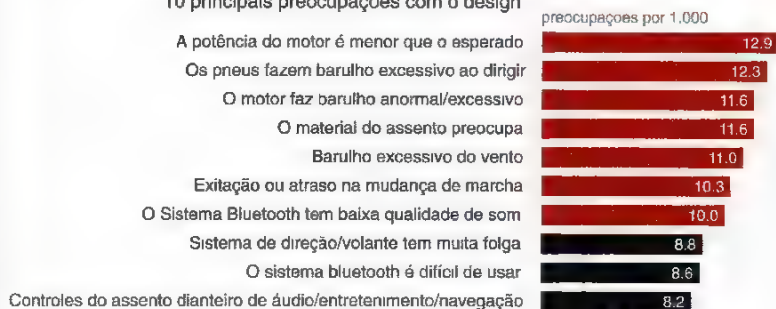 10 principais preocupações com o design
preocupações por 1.000
A potência do motor é menor que o esperado 12.9
Os pneus fazem barulho excessivo ao dirigir 12.3
O motor faz barulho anormal/excessivo 11.6
O material do assento preocupa 11.6
Barulho excessivo do vento 11.0
Exitação ou atraso na mudança de marcha 10.3
O Sistema Bluetooth tem baixa qualidade de som 10.0
Sistema de direção/volante tem muita folga 8.8
O sistema bluetooth é difícil de usar 8.6
Controles do assento dianteiro de áudio/entretenimento/navegação 8.2